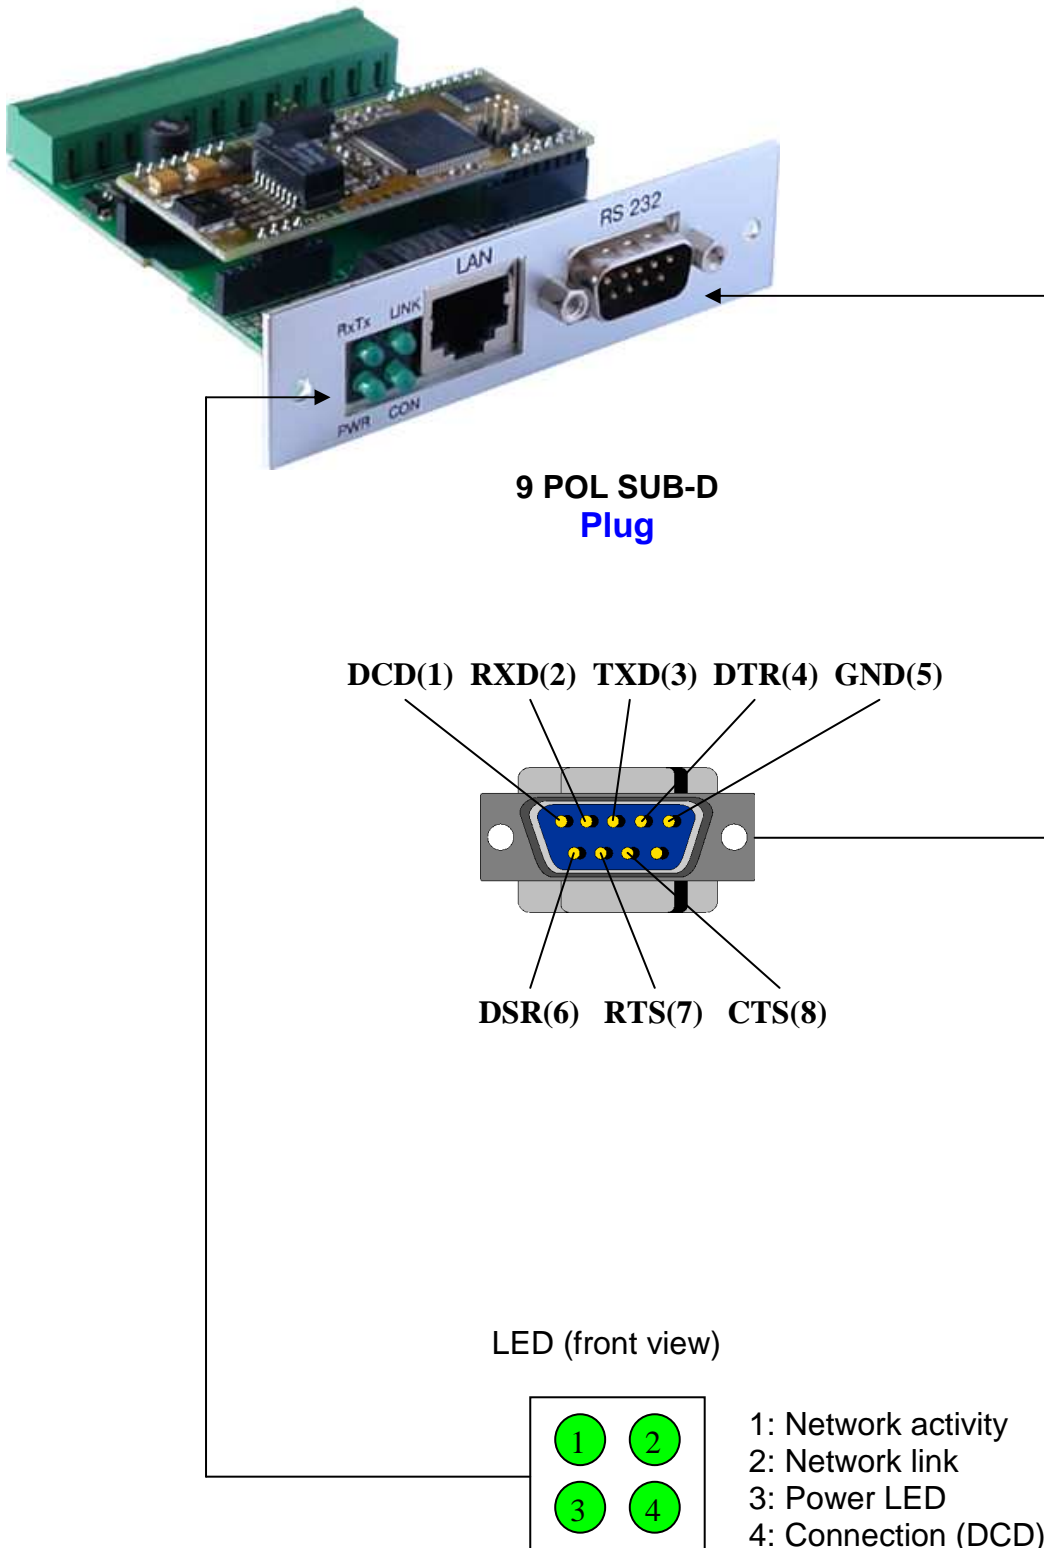 RS 232
LAN
RxTx LINK
PWR CON
9 POL SUB-D
Plug
DCD(1) RXD(2) TXD(3) DTR(4) GND(5)
DSR(6) RTS(7) CTS(8)
LED (front view)
1 2
3 4
1: Network activity
2: Network link
3: Power LED
4: Connection (DCD)